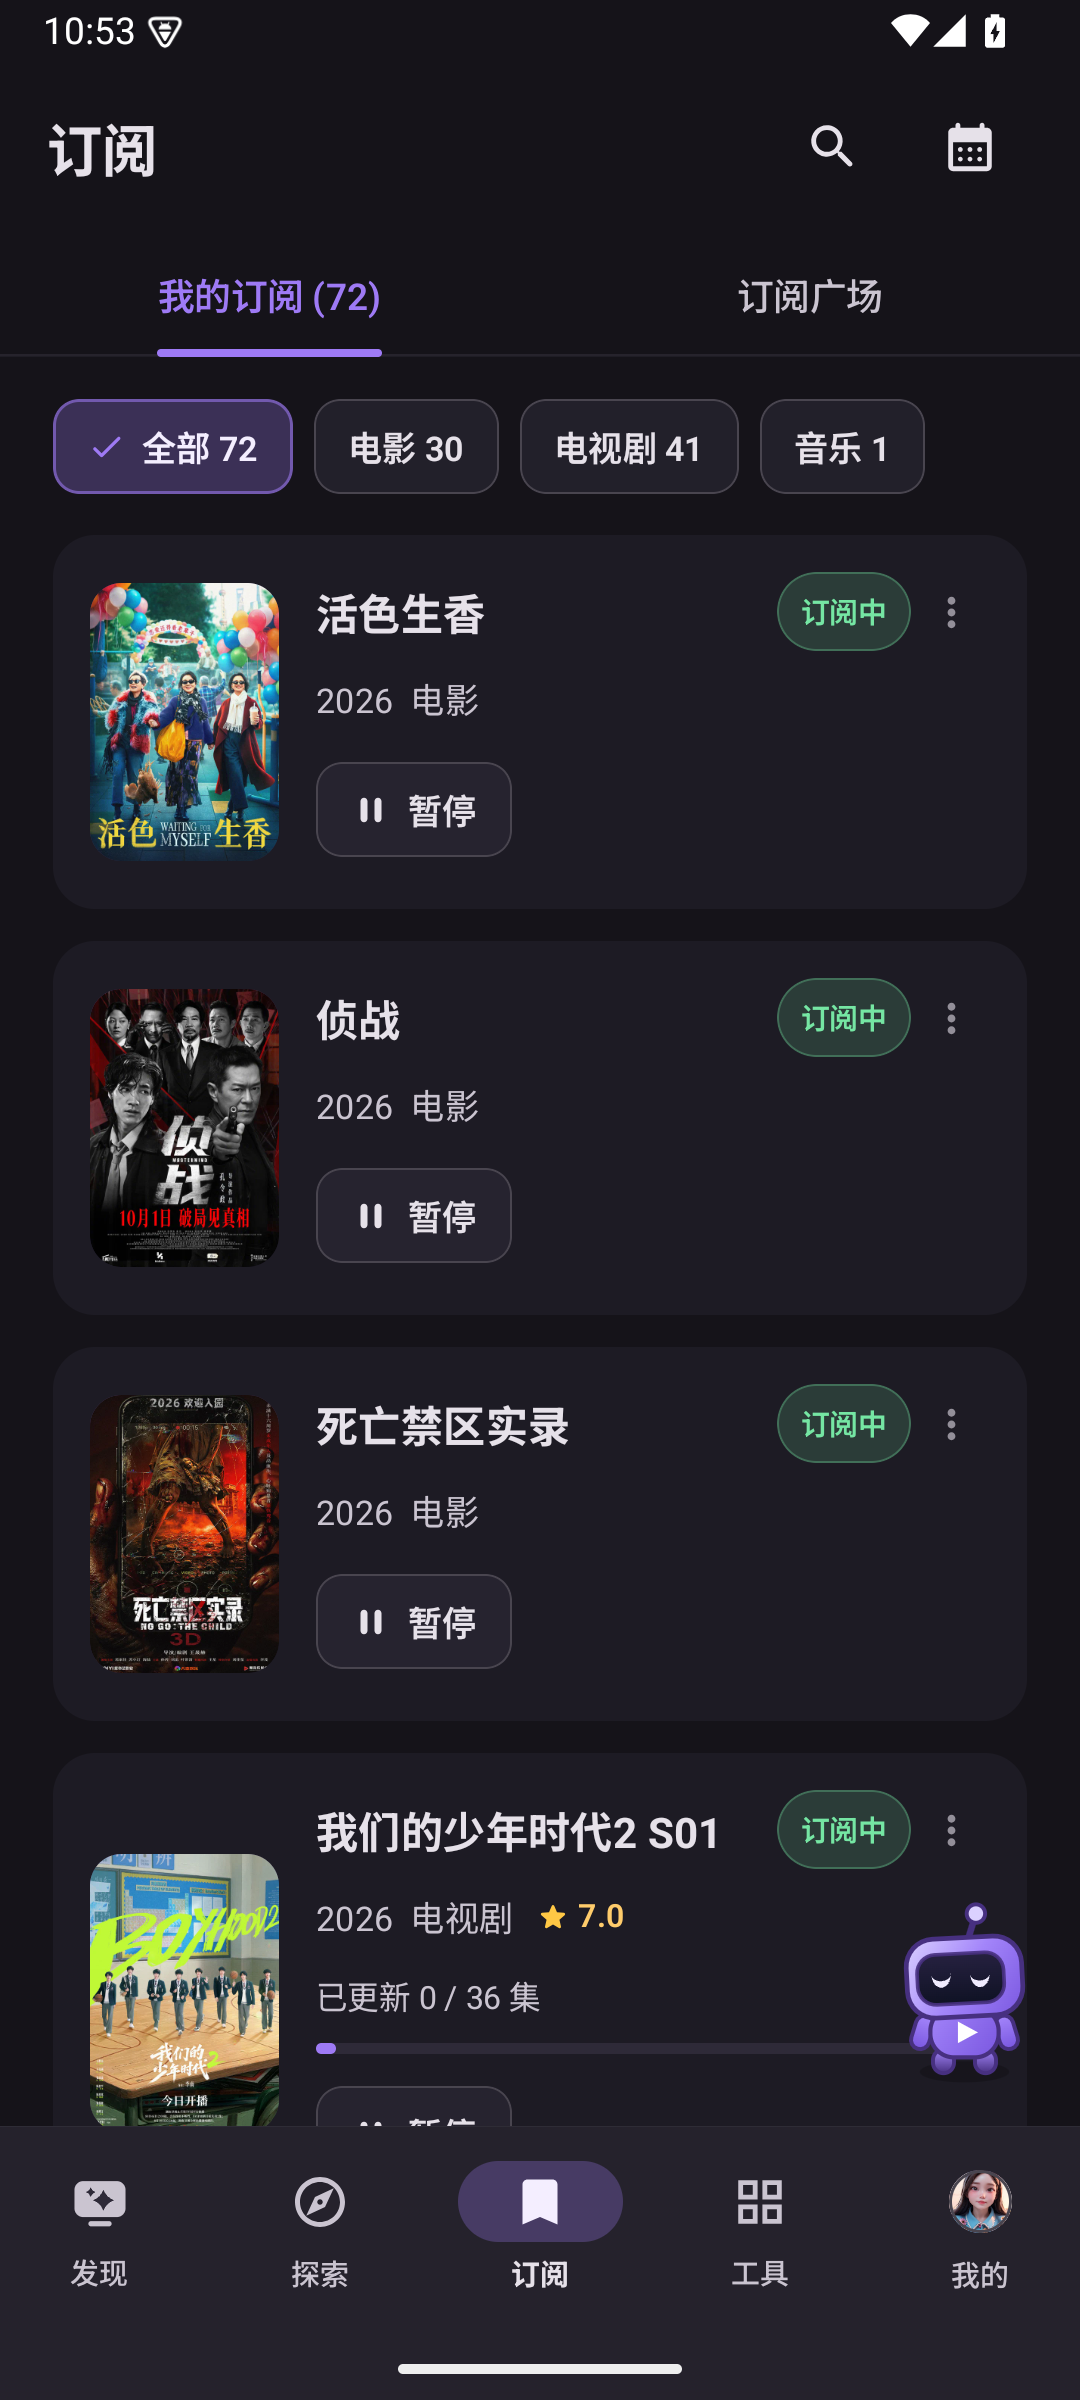 10:53
订阅
我的订阅 (72)
订阅广场
全部 72
电影 30
电视剧 41
音乐 1
活色生香
订阅中
2026 电影
暂停
活色 WAITING FOR MYSELF 生香
侦战
订阅中
2026 电影
暂停
侦战
10月1日 破局见真相
死亡禁区实录
订阅中
2026 电影
暂停
2026 欢迎入园
死亡禁区实录
NO GO: THE CHILD
3D
我们的少年时代2 S01
订阅中
2026 电视剧 7.0
已更新 0 / 36 集
暂停
BOYHOOD2
我们的
少年时代2
今日开播
发现
探索
订阅
工具
我的